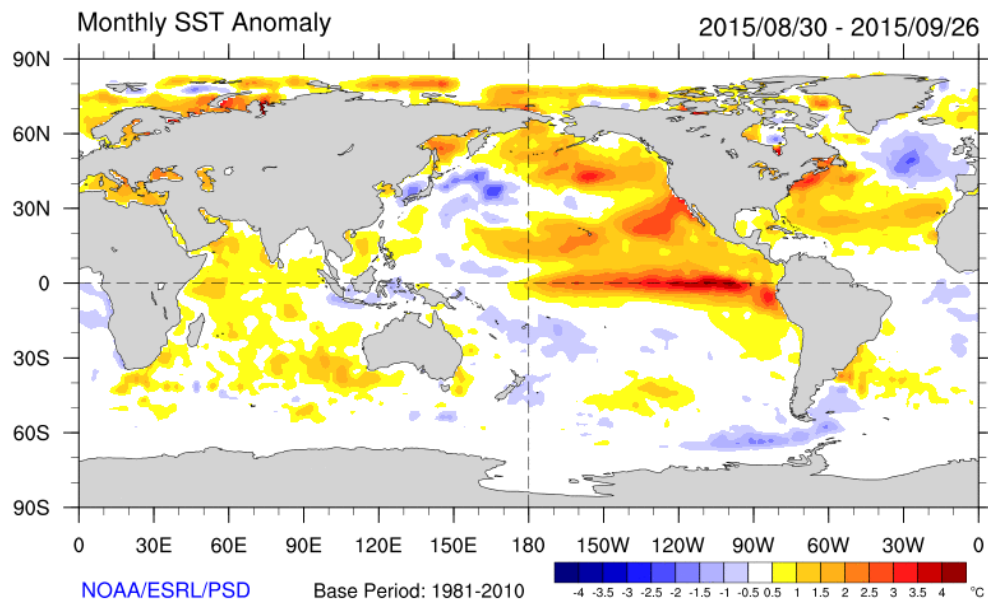 Monthly SST Anomaly 2015/08/30 - 2015/09/26
90N
60N
30N
0
30S
60S
90S
0 30E 60E 90E 120E 150E 180 150W 120W 90W 60W 30W 0
NOAA/ESRL/PSD Base Period: 1981-2010
-4 -3.5 -3 -2.5 -2 -1.5 -1 -0.5 0.5 1 1.5 2 2.5 3 3.5 4 °C